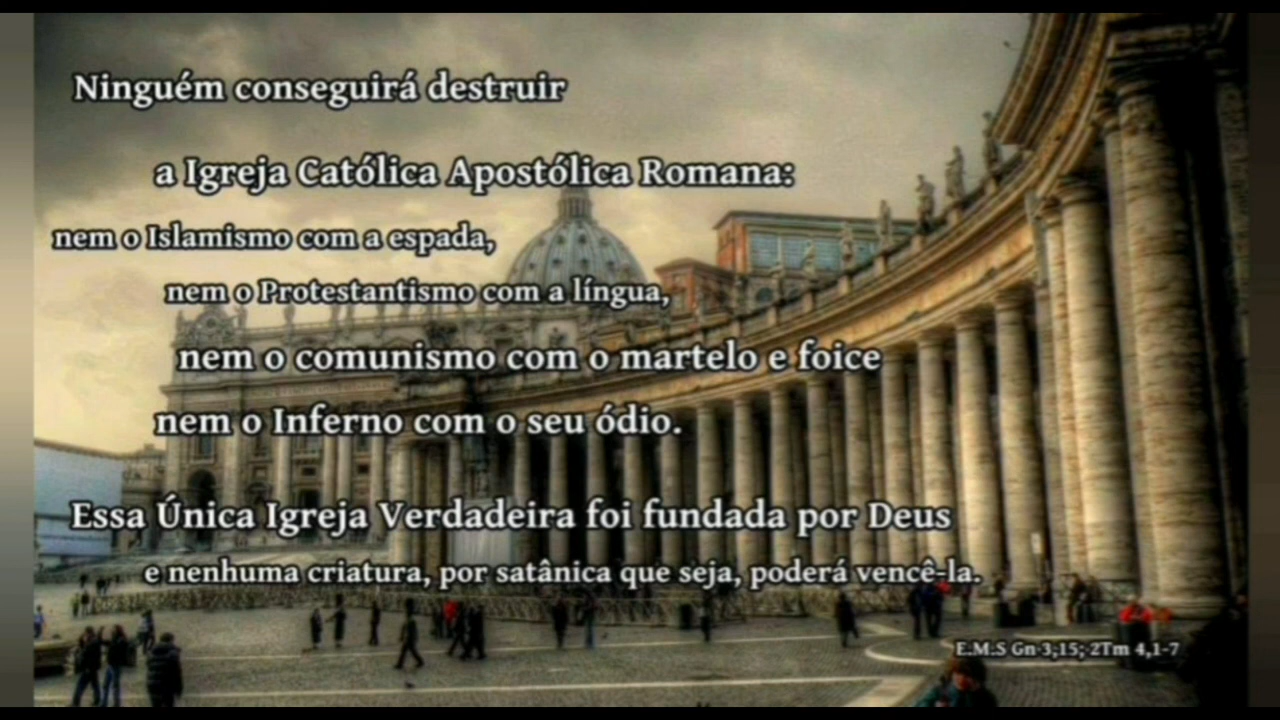 Ninguém conseguirá destruir
a Igreja Católica Apostólica Romana:
nem o Islamismo com a espada,
nem o Protestantismo com a língua,
nem o comunismo com o martelo e foice
nem o Inferno com o seu ódio.
Essa Única Igreja Verdadeira foi fundada por Deus
e nenhuma criatura, por satânica que seja, poderá vencê-la.
E.M.S Gn 3,15; 2Tm 4,1-7